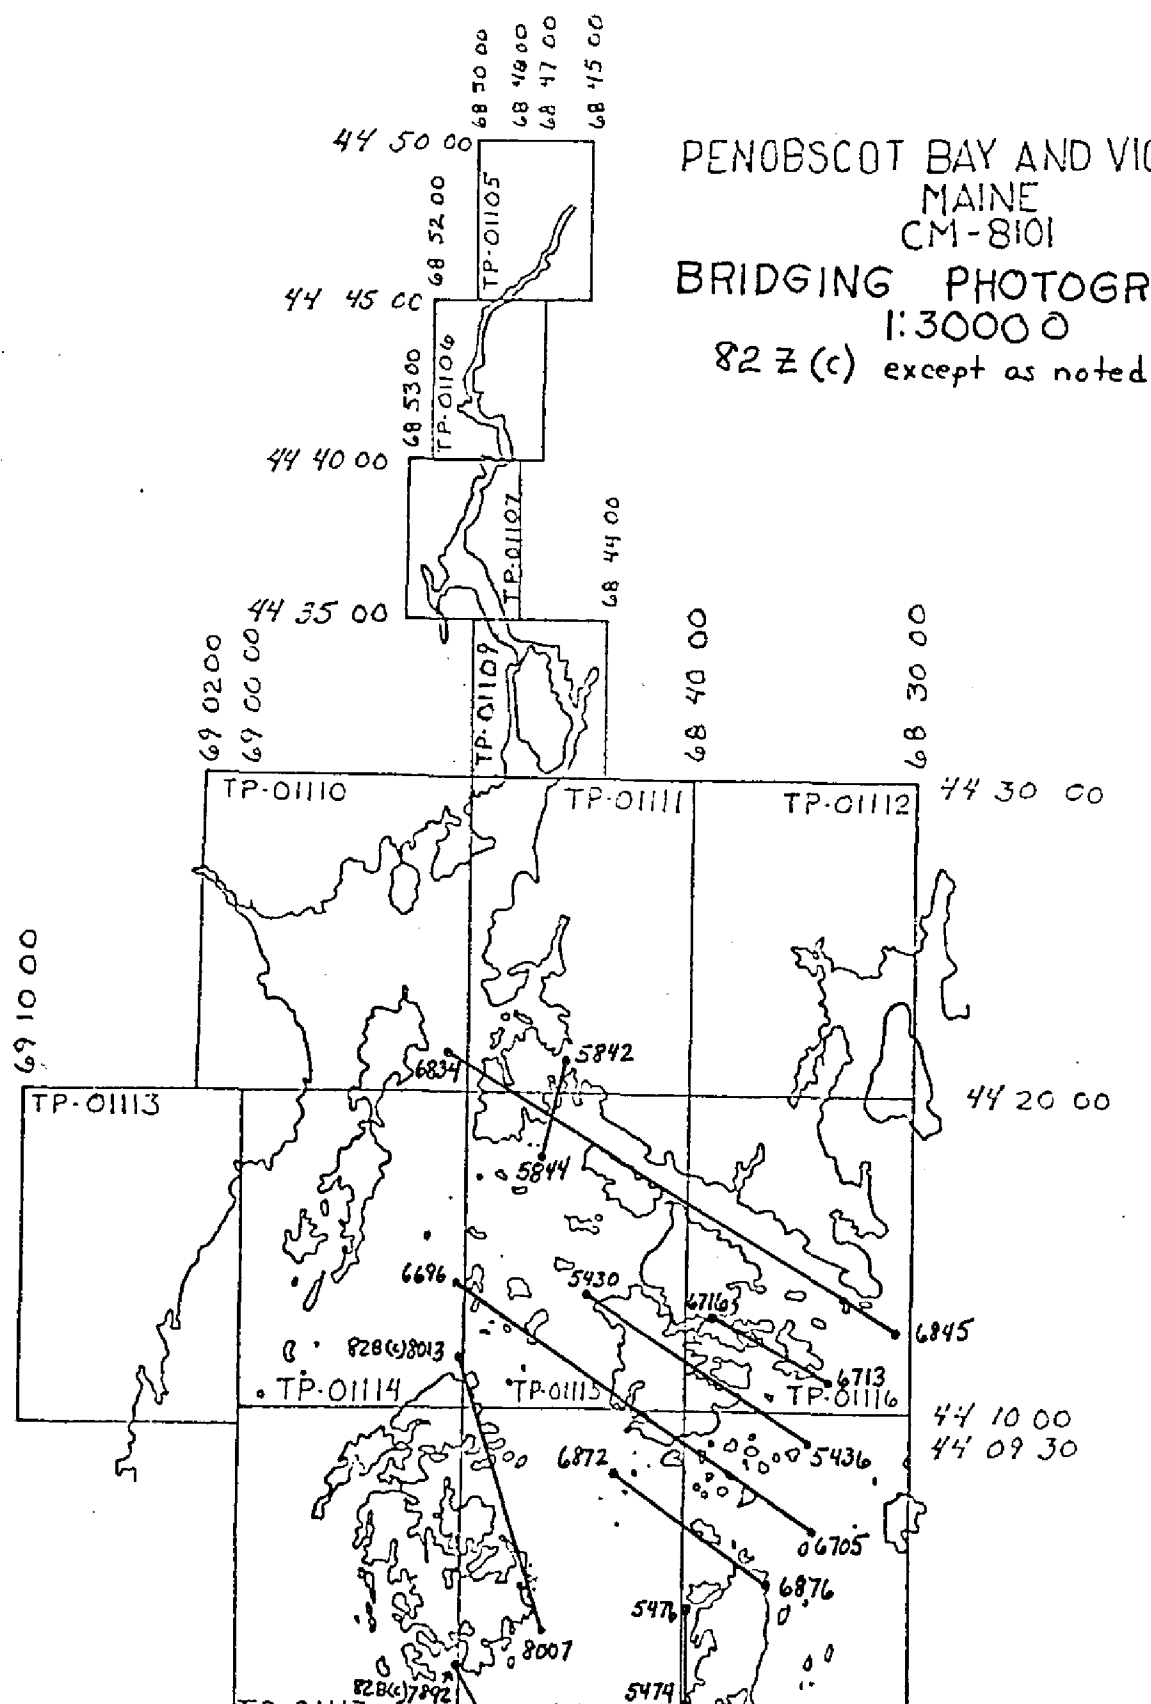 68 50 00
68 48 00
68 47 00
68 45 00
44 50 00
PENOBSCOT BAY AND
MAINE
CM-8101
BRIDGING PHOTOGR
1:30000
82 Z (C) except as noted
68 52 00
TP-01105
44 45 00
68 53 00
TP-01106
44 40 00
TP-01107
68 44 00
44 35 00
TP-01109
69 02 00
69 00 00
68 40 00
68 30 00
TP-01110
TP-01111
TP-01112
44 30 00
69 10 00
6834
5842
TP-01113
44 20 00
5844
6696
5430
6716
6845
82B(c)8013
6713
TP-01114
TP-01115
TP-01116
44 10 00
44 09 30
6872
5436
6705
6876
5476
8007
82B(c)7892
5474